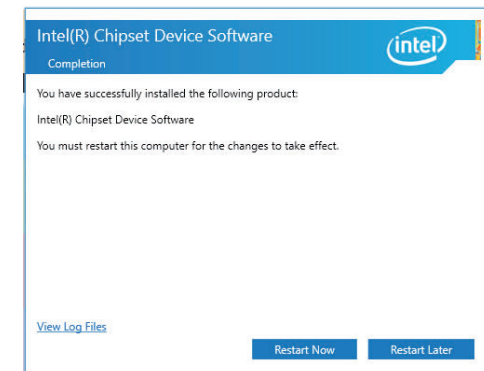 Intel(R) Chipset Device Software
intel
Completion
You have successfully installed the following product:
Intel(R) Chipset Device Software
You must restart this computer for the changes to take effect.
View Log Files
Restart Now
Restart Later